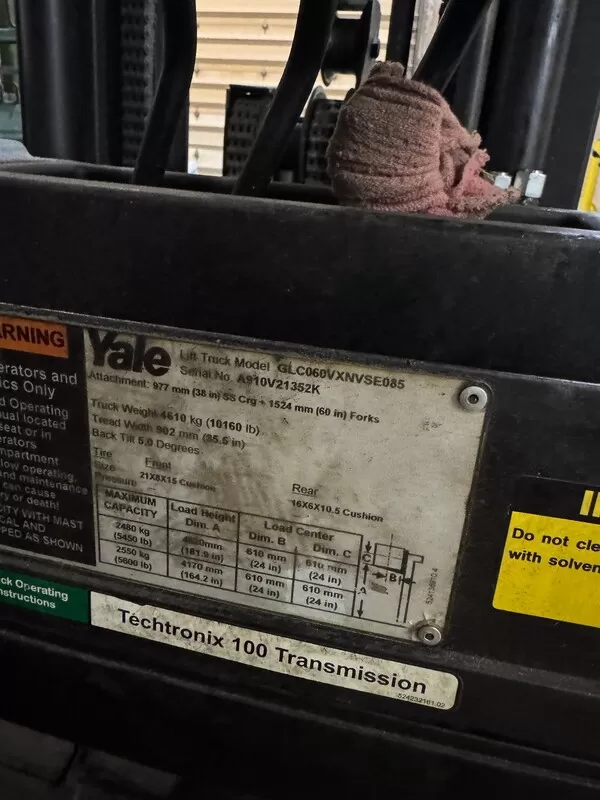 WARNING
erators and
ics Only
d Operating
ual located
seat or in
erators
mpartment
low operating.
nd maintenance
can cause
ry or death!
CITY WITH MAST
CAL AND
PED AS SHOWN
Yale
Lift Truck Model GLC060VXNVSE085
Serial No. A910V21352K
Attachment: 977 mm (38 in) SS Crg + 1524 mm (60 in) Forks
Truck Weight 4610 kg (10160 lb)
Tread Width 902 mm (35.5 in)
Back Tilt 5.0 Degrees
Tire Front Rear
Size 21X8X15 Cushion 16X6X10.5 Cushion
Pressure
MAXIMUM CAPACITY Load Height Dim. A Load Center Dim. B Dim. C
2480 kg (5450 lb) (181.9 in) 610 mm (24 in) 610 mm (24 in)
2550 kg (5600 lb) 4170 mm (164.2 in) 610 mm (24 in) 610 mm (24 in)
C
B
A
ck Operating
nstructions
Techtronix 100 Transmission
524232161-02
Do not cle
with solven